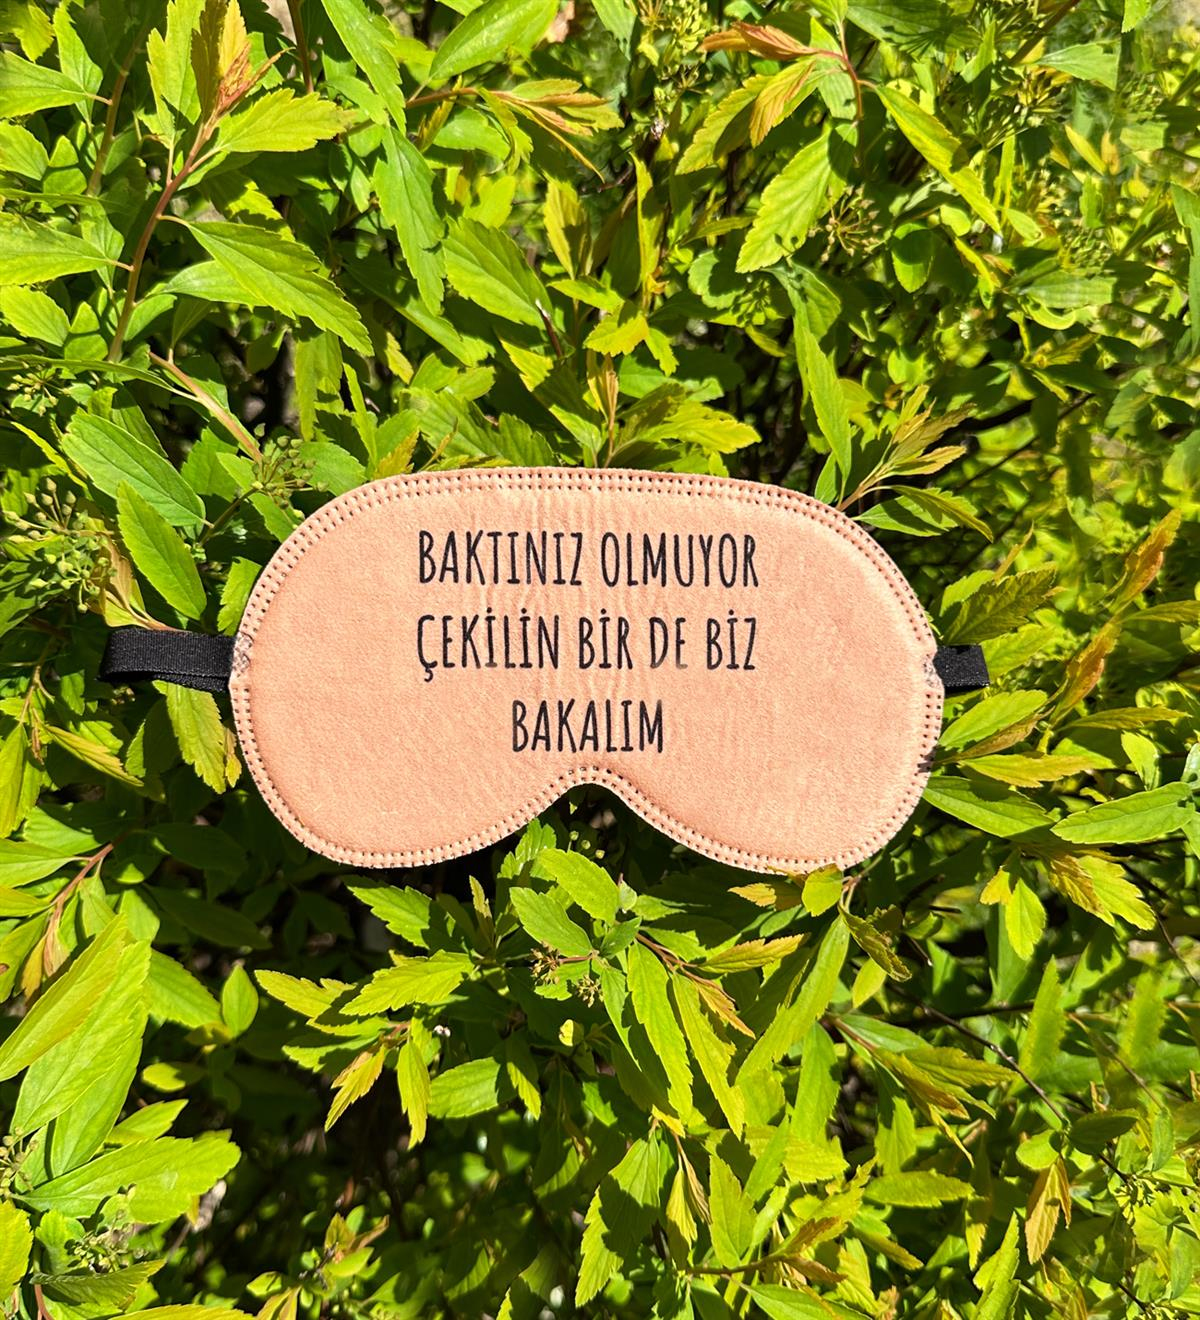 BAKTINIZ OLMUYOR
ÇEKİLİN BİR DE BİZ
BAKALIM